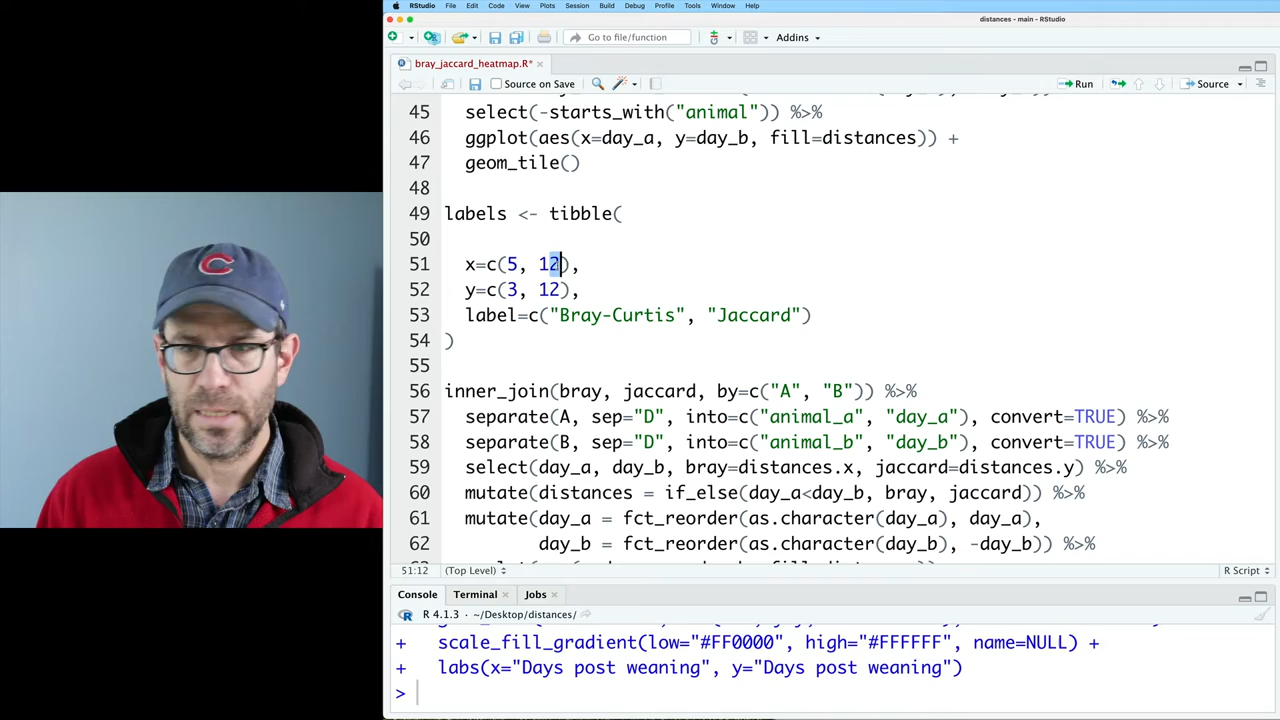 RStudio File Edit Code View Plots Session Build Debug Profile Tools Window Help
distances - main - RStudio
Go to file/function Addins
bray_jaccard_heatmap.R*
Source on Save Run Source
45 select(-starts_with("animal")) %>%
46 ggplot(aes(x=day_a, y=day_b, fill=distances)) +
47 geom_tile()
48
49 labels <- tibble(
50
51 x=c(5, 12),
52 y=c(3, 12),
53 label=c("Bray-Curtis", "Jaccard")
54 )
55
56 inner_join(bray, jaccard, by=c("A", "B")) %>%
57 separate(A, sep="D", into=c("animal_a", "day_a"), convert=TRUE) %>%
58 separate(B, sep="D", into=c("animal_b", "day_b"), convert=TRUE) %>%
59 select(day_a, day_b, bray=distances.x, jaccard=distances.y) %>%
60 mutate(distances = if_else(day_a<day_b, bray, jaccard)) %>%
61 mutate(day_a = fct_reorder(as.character(day_a), day_a),
62 day_b = fct_reorder(as.character(day_b), -day_b)) %>%
51:12 (Top Level) R Script
Console Terminal Jobs
R 4.1.3 · ~/Desktop/distances/
+ scale_fill_gradient(low="#FF0000", high="#FFFFFF", name=NULL) +
+ labs(x="Days post weaning", y="Days post weaning")
>
C